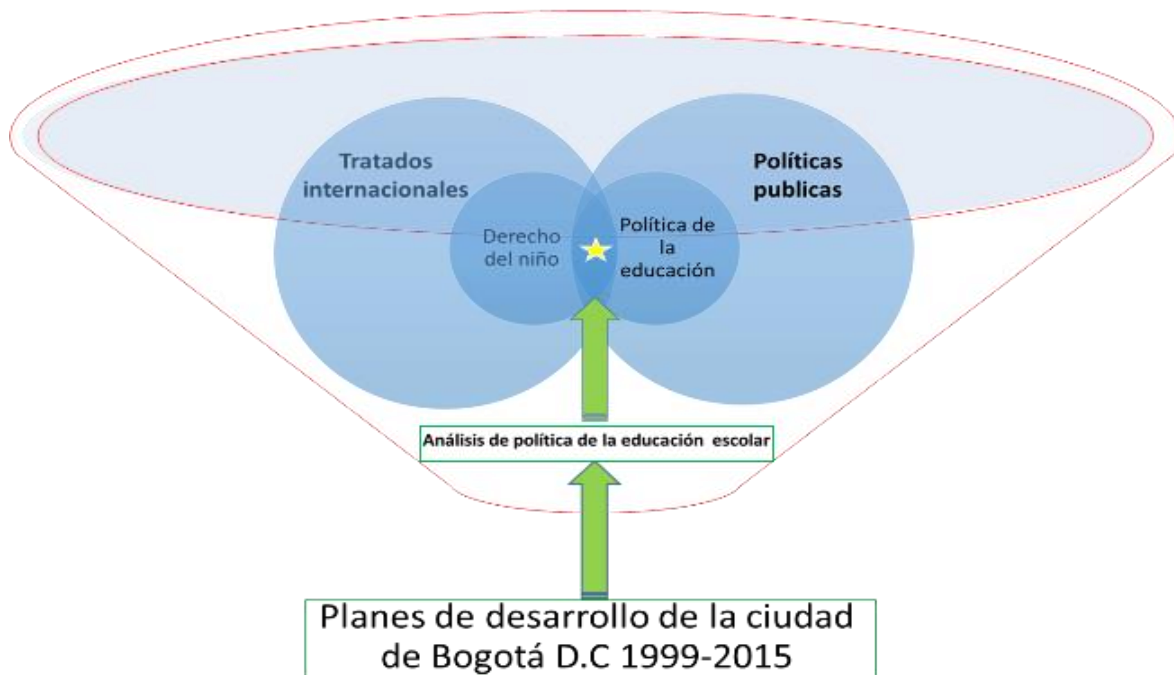 Tratados
internacionales
Políticas
publicas
Derecho
del niño
Política de
la
educación
Análisis de política de la educación escolar
Planes de desarrollo de la ciudad
de Bogotá D.C 1999-2015